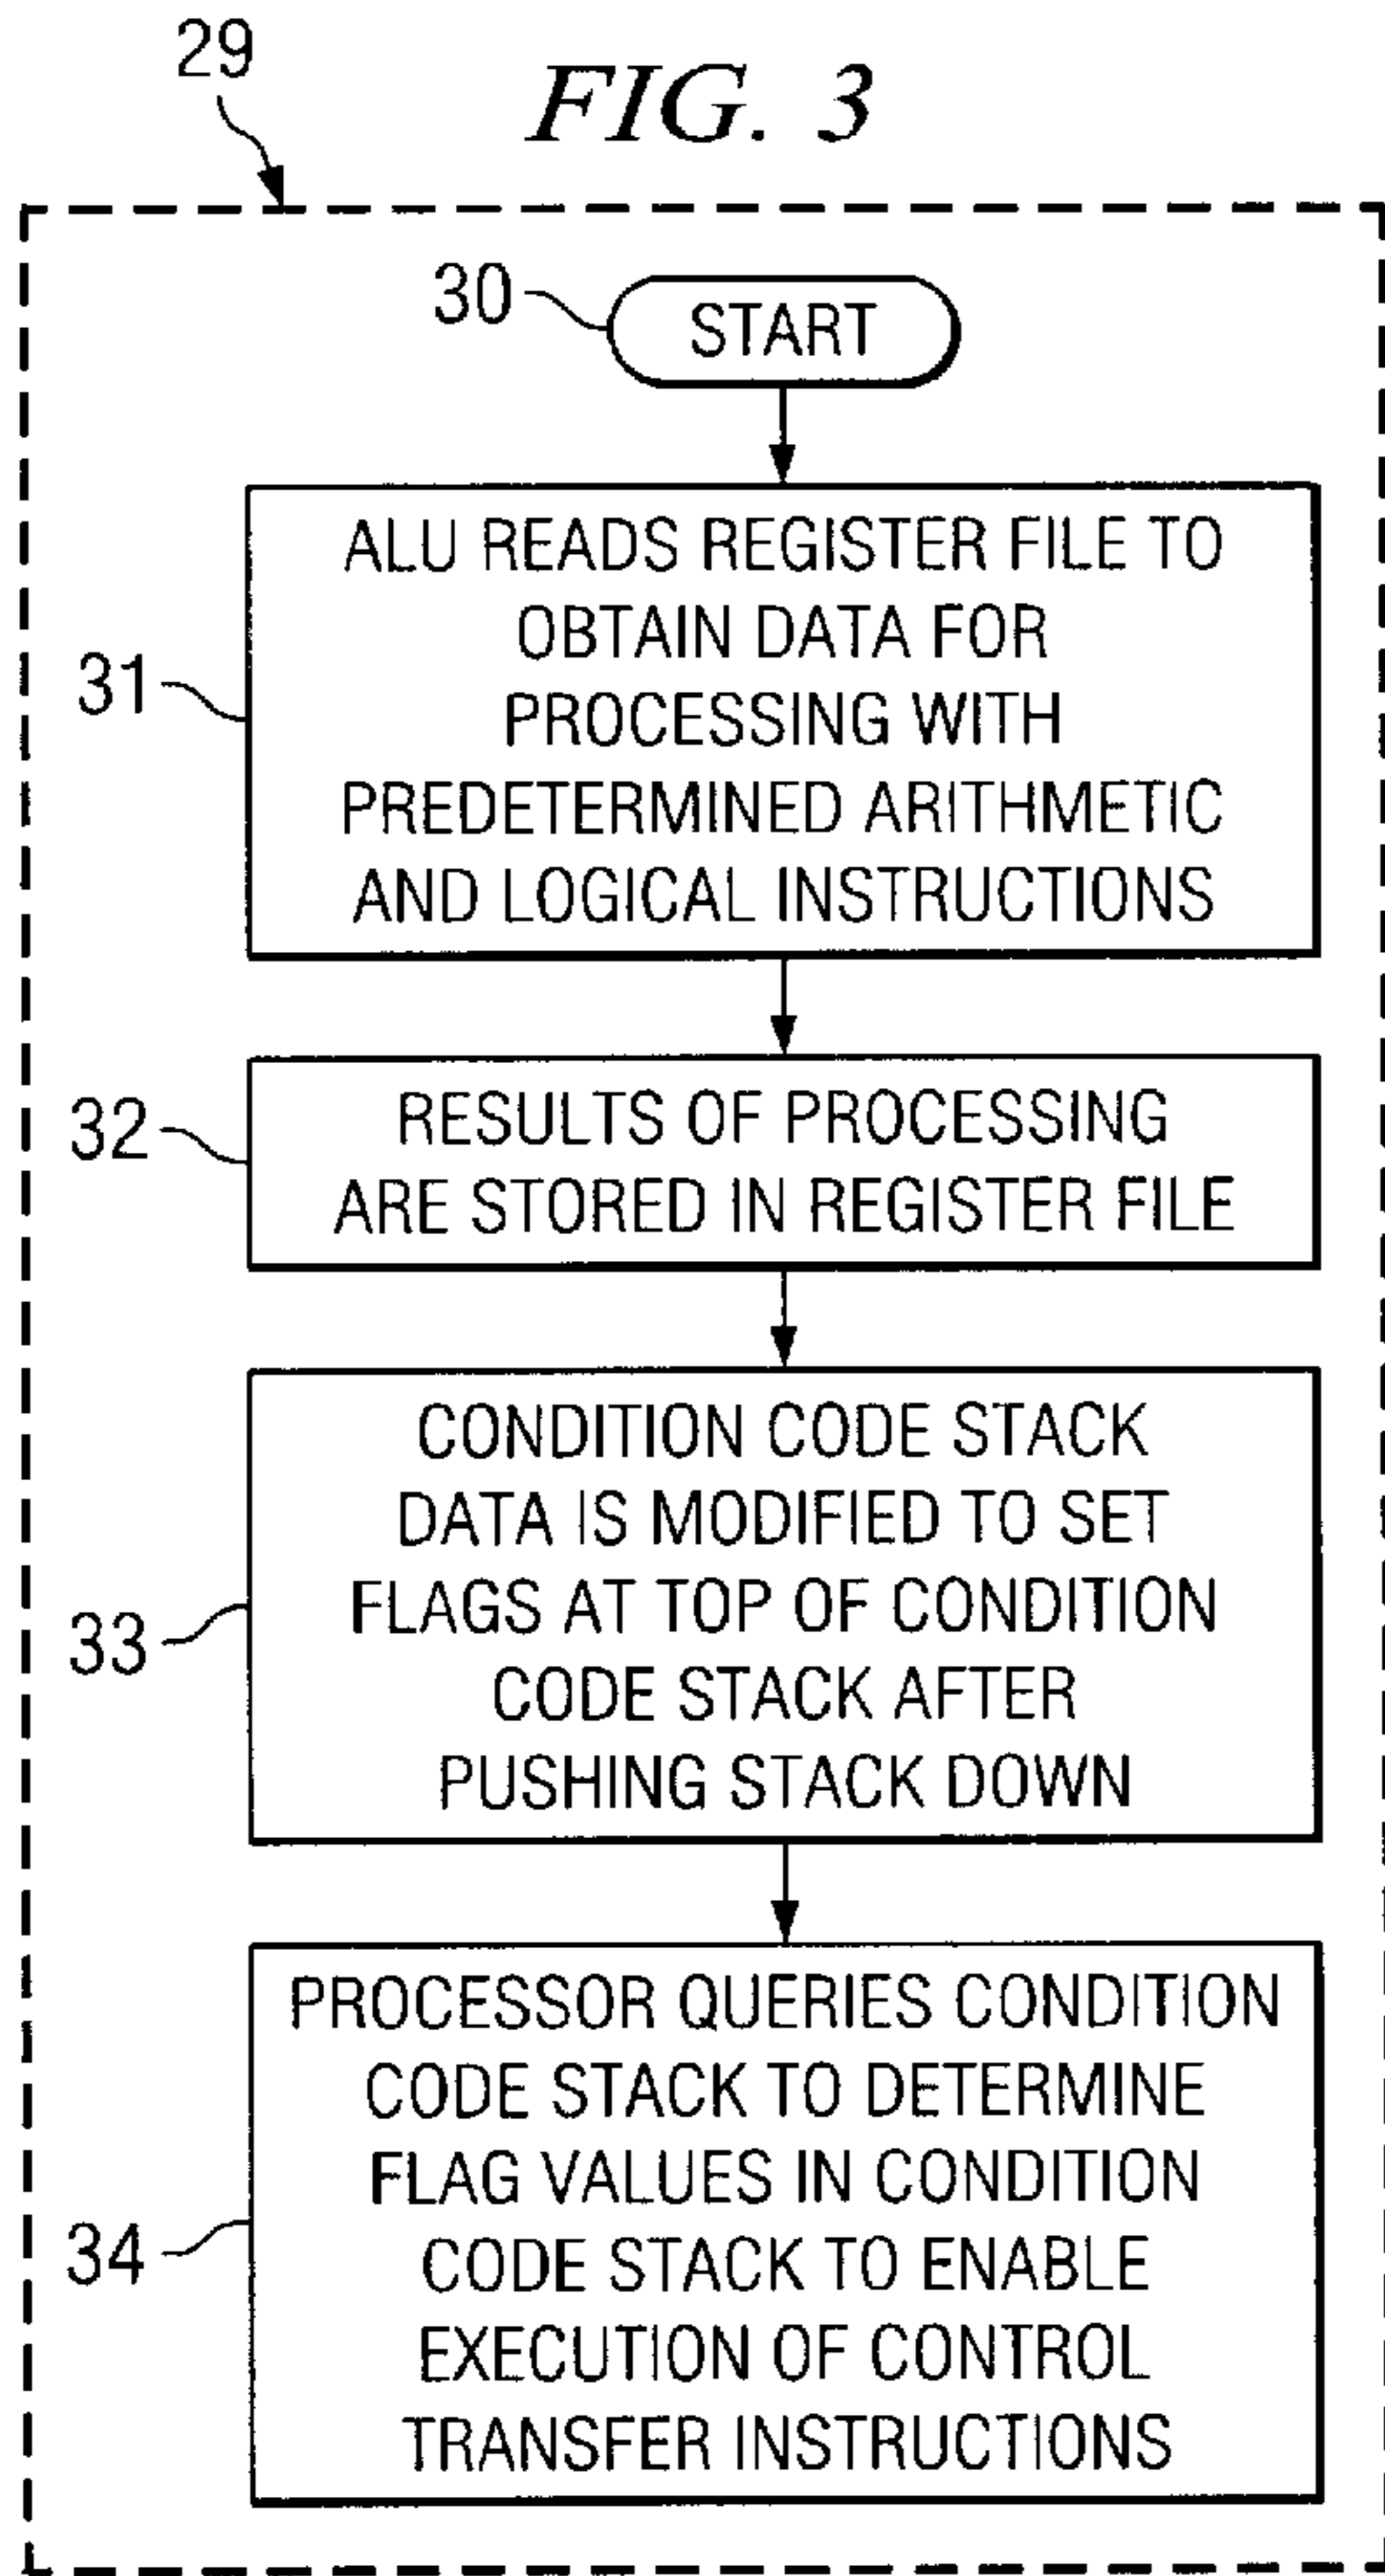 29
FIG. 3
30
START
31
ALU READS REGISTER FILE TO
OBTAIN DATA FOR
PROCESSING WITH
PREDETERMINED ARITHMETIC
AND LOGICAL INSTRUCTIONS
32
RESULTS OF PROCESSING
ARE STORED IN REGISTER FILE
33
CONDITION CODE STACK
DATA IS MODIFIED TO SET
FLAGS AT TOP OF CONDITION
CODE STACK AFTER
PUSHING STACK DOWN
34
PROCESSOR QUERIES CONDITION
CODE STACK TO DETERMINE
FLAG VALUES IN CONDITION
CODE STACK TO ENABLE
EXECUTION OF CONTROL
TRANSFER INSTRUCTIONS